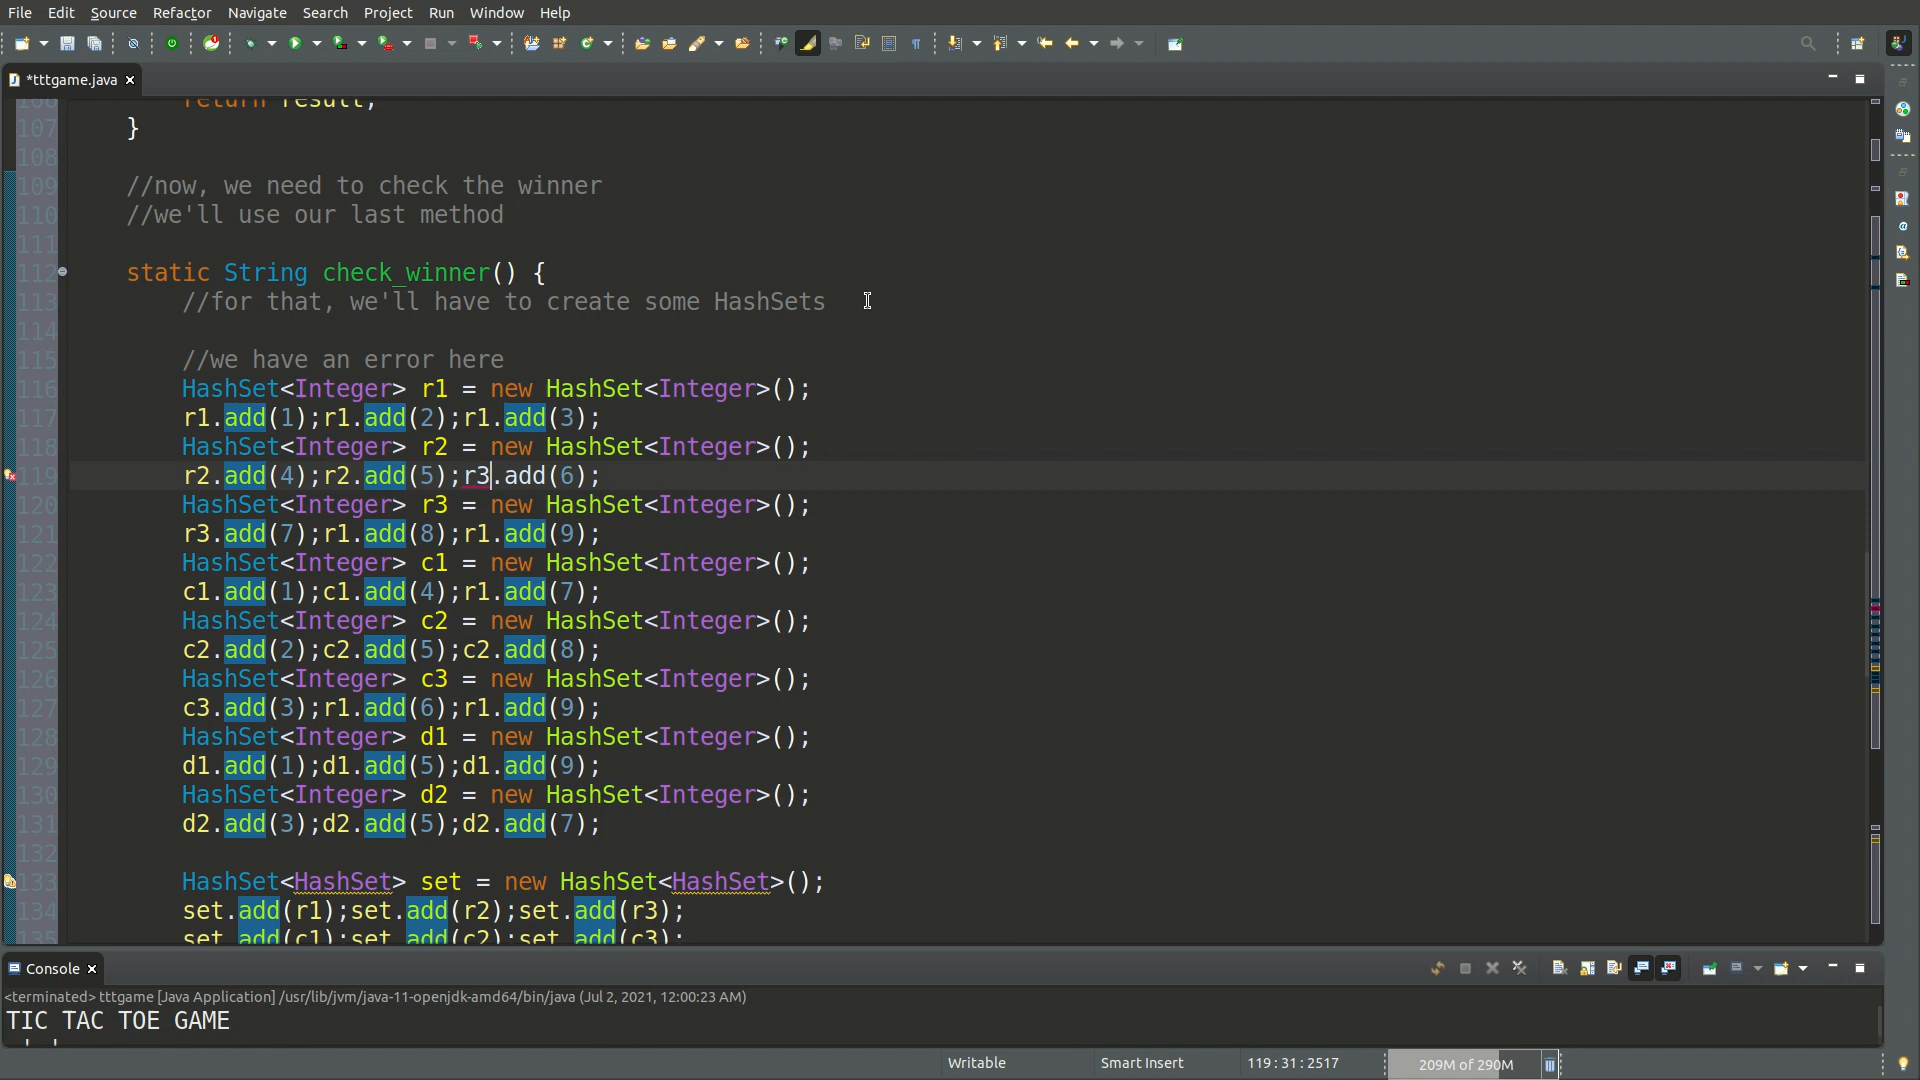 File Edit Source Refactor Navigate Search Project Run Window Help
*tttgame.java
106 return result;
107 }
108
109 //now, we need to check the winner
110 //we'll use our last method
111
112 static String check_winner() {
113 //for that, we'll have to create some HashSets
114
115 //we have an error here
116 HashSet<Integer> r1 = new HashSet<Integer>();
117 r1.add(1);r1.add(2);r1.add(3);
118 HashSet<Integer> r2 = new HashSet<Integer>();
119 r2.add(4);r2.add(5);r3.add(6);
120 HashSet<Integer> r3 = new HashSet<Integer>();
121 r3.add(7);r1.add(8);r1.add(9);
122 HashSet<Integer> c1 = new HashSet<Integer>();
123 c1.add(1);c1.add(4);r1.add(7);
124 HashSet<Integer> c2 = new HashSet<Integer>();
125 c2.add(2);c2.add(5);c2.add(8);
126 HashSet<Integer> c3 = new HashSet<Integer>();
127 c3.add(3);r1.add(6);r1.add(9);
128 HashSet<Integer> d1 = new HashSet<Integer>();
129 d1.add(1);d1.add(5);d1.add(9);
130 HashSet<Integer> d2 = new HashSet<Integer>();
131 d2.add(3);d2.add(5);d2.add(7);
132
133 HashSet<HashSet> set = new HashSet<HashSet>();
134 set.add(r1);set.add(r2);set.add(r3);
135 set.add(c1);set.add(c2);set.add(c3);
Console
<terminated> tttgame [Java Application] /usr/lib/jvm/java-11-openjdk-amd64/bin/java (Jul 2, 2021, 12:00:23 AM)
TIC TAC TOE GAME
Writable Smart Insert 119 : 31 : 2517 209M of 290M